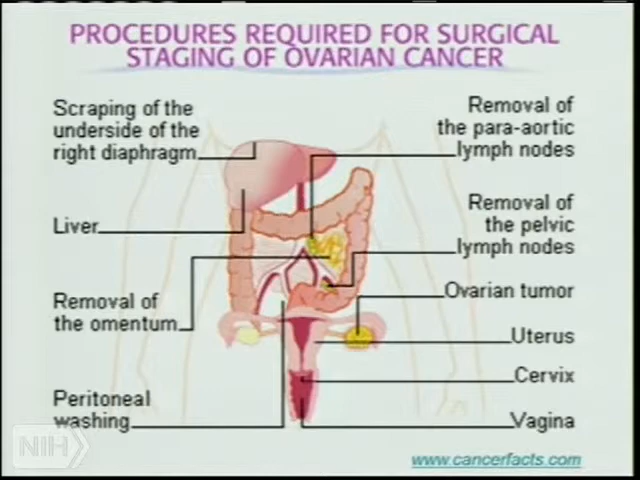 PROCEDURES REQUIRED FOR SURGICAL
STAGING OF OVARIAN CANCER
Scraping of the
underside of the
right diaphragm
Liver
Removal of
the omentum
Peritoneal
washing
Removal of
the para-aortic
lymph nodes
Removal of
the pelvic
lymph nodes
Ovarian tumor
Uterus
Cervix
Vagina
NIH
www.cancerfacts.com